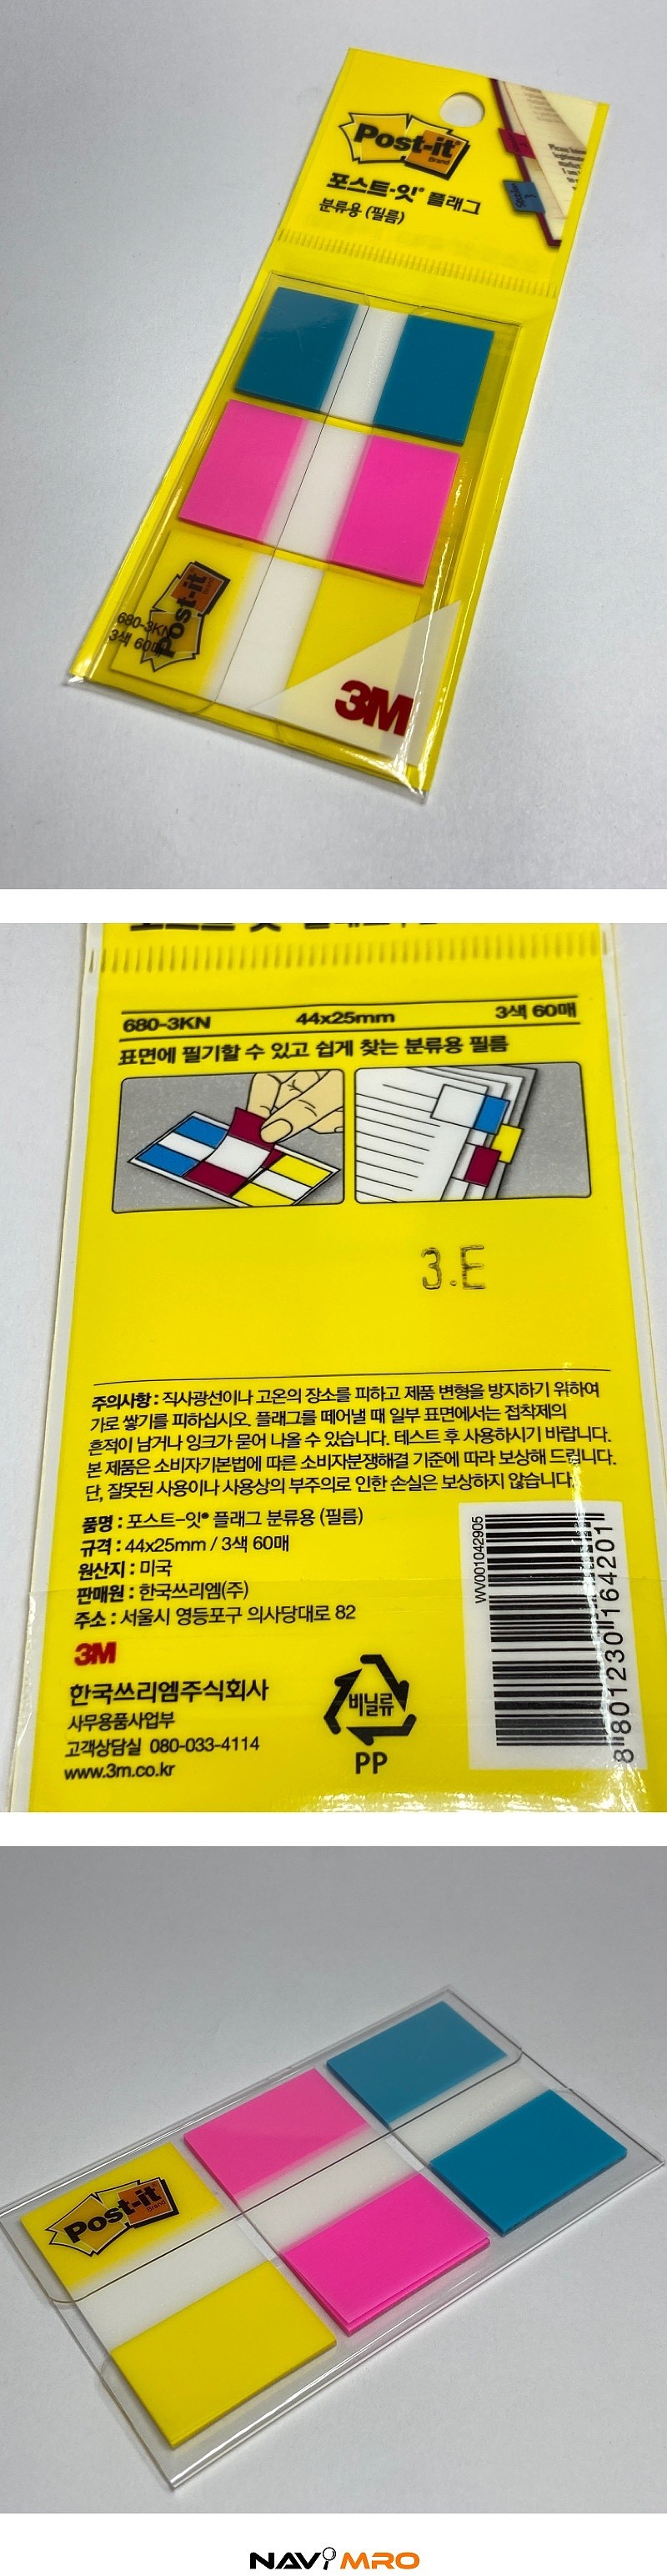 Post-it
Brand
포스트-잇® 플래그
분류용 (필름)
680-3KN
3색 60매
Post-it
3M
680-3KN 44x25mm 3색 60매
표면에 필기할 수 있고 쉽게 찾는 분류용 필름
3.E
주의사항 : 직사광선이나 고온의 장소를 피하고 제품 변형을 방지하기 위하여
가로 쌓기를 피하십시오. 플래그를 떼어낼 때 일부 표면에서는 접착제의
흔적이 남거나 잉크가 묻어 나올 수 있습니다. 테스트 후 사용하시기 바랍니다.
본 제품은 소비자기본법에 따른 소비자분쟁해결 기준에 따라 보상해 드립니다.
단, 잘못된 사용이나 사용상의 부주의로 인한 손실은 보상하지 않습니다.
품명 : 포스트-잇® 플래그 분류용 (필름)
규격 : 44x25mm / 3색 60매
원산지 : 미국
판매원 : 한국쓰리엠(주)
주소 : 서울시 영등포구 의사당대로 82
3M
한국쓰리엠주식회사
사무용품사업부
고객상담실 080-033-4114
www.3m.co.kr
비닐류
PP
WV001042905
8 801230 164201
Post-it
Brand
NAVIMRO